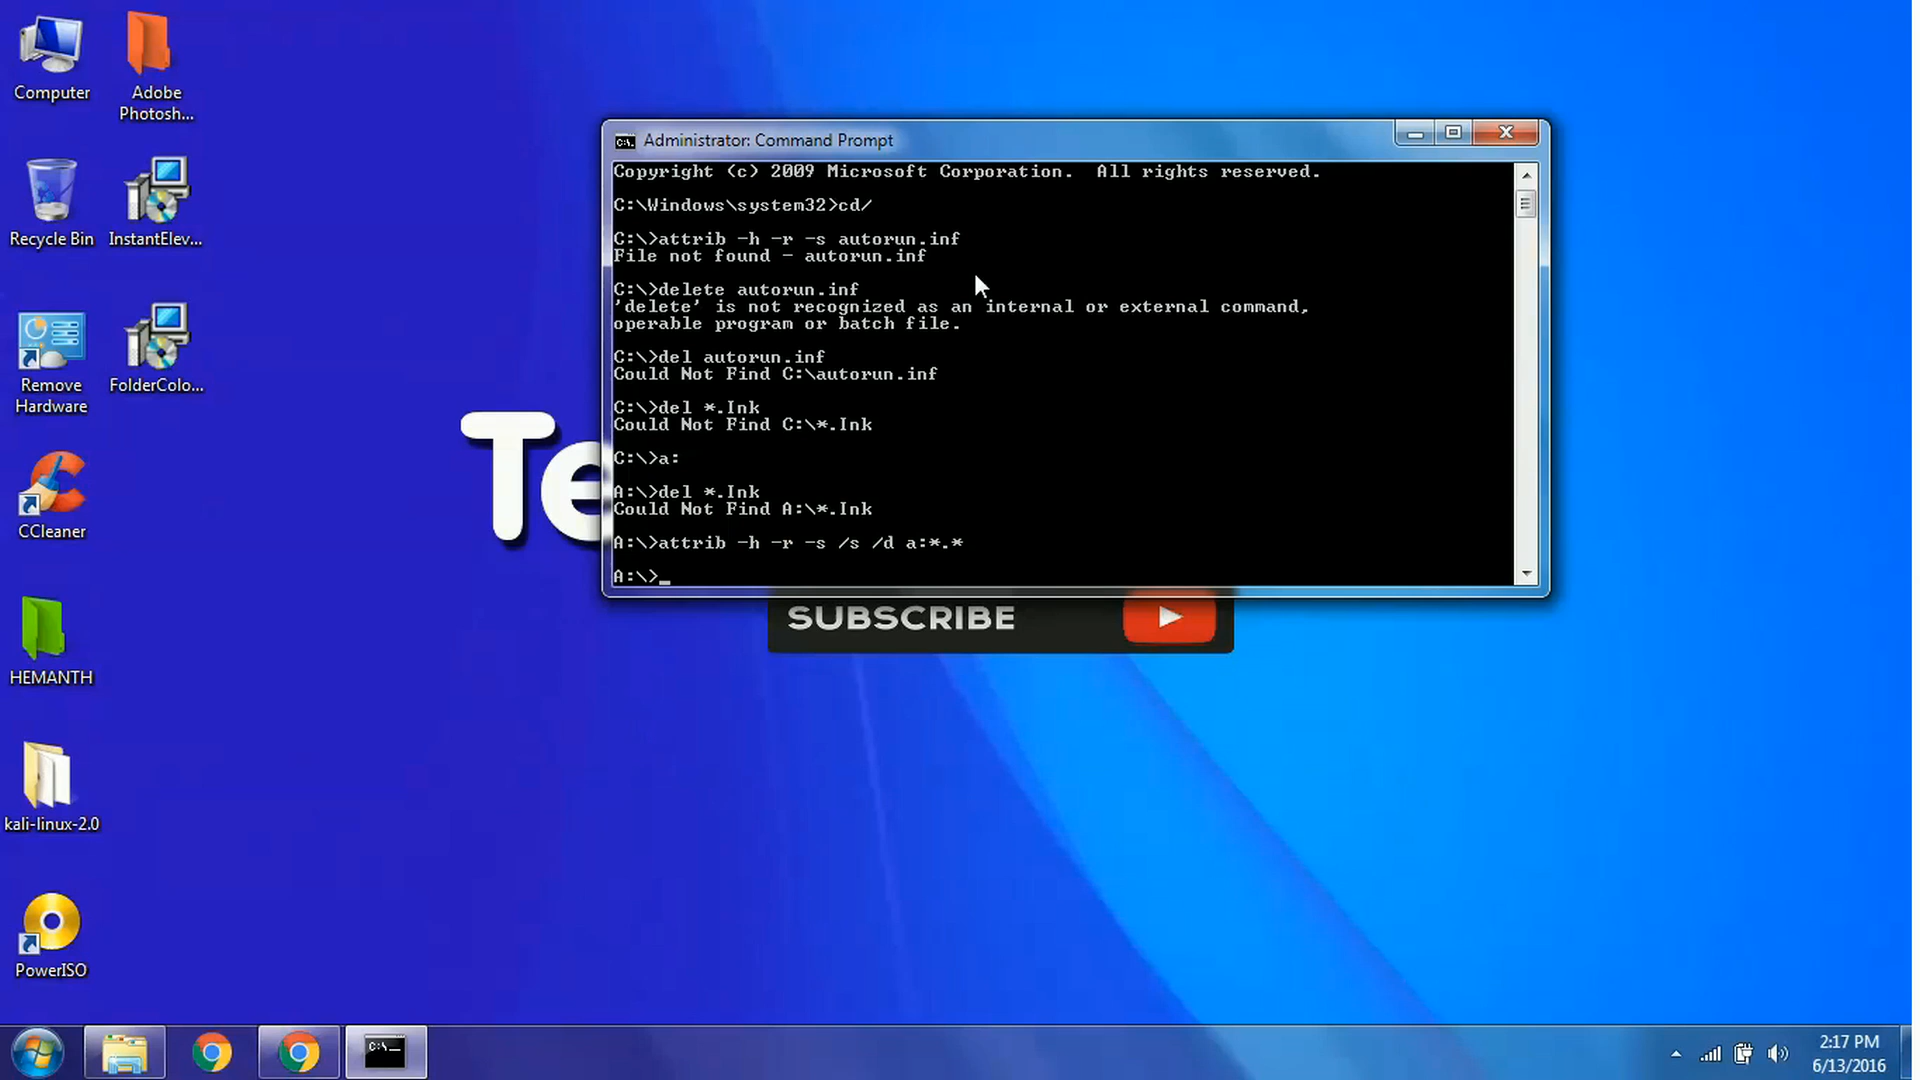 Computer
Adobe
Photosh...
Recycle Bin
InstantElev...
Remove
Hardware
FolderColo...
CCleaner
HEMANTH
kali-linux-2.0
PowerISO
Te
Administrator: Command Prompt
Copyright (c) 2009 Microsoft Corporation.  All rights reserved.
C:\Windows\system32>cd/
C:\>attrib -h -r -s autorun.inf
File not found - autorun.inf
C:\>delete autorun.inf
'delete' is not recognized as an internal or external command,
operable program or batch file.
C:\>del autorun.inf
Could Not Find C:\autorun.inf
C:\>del *.Ink
Could Not Find C:\*.Ink
C:\>a:
A:\>del *.Ink
Could Not Find A:\*.Ink
A:\>attrib -h -r -s /s /d a:*.*
A:\>_
SUBSCRIBE
C:\_
2:17 PM
6/13/2016